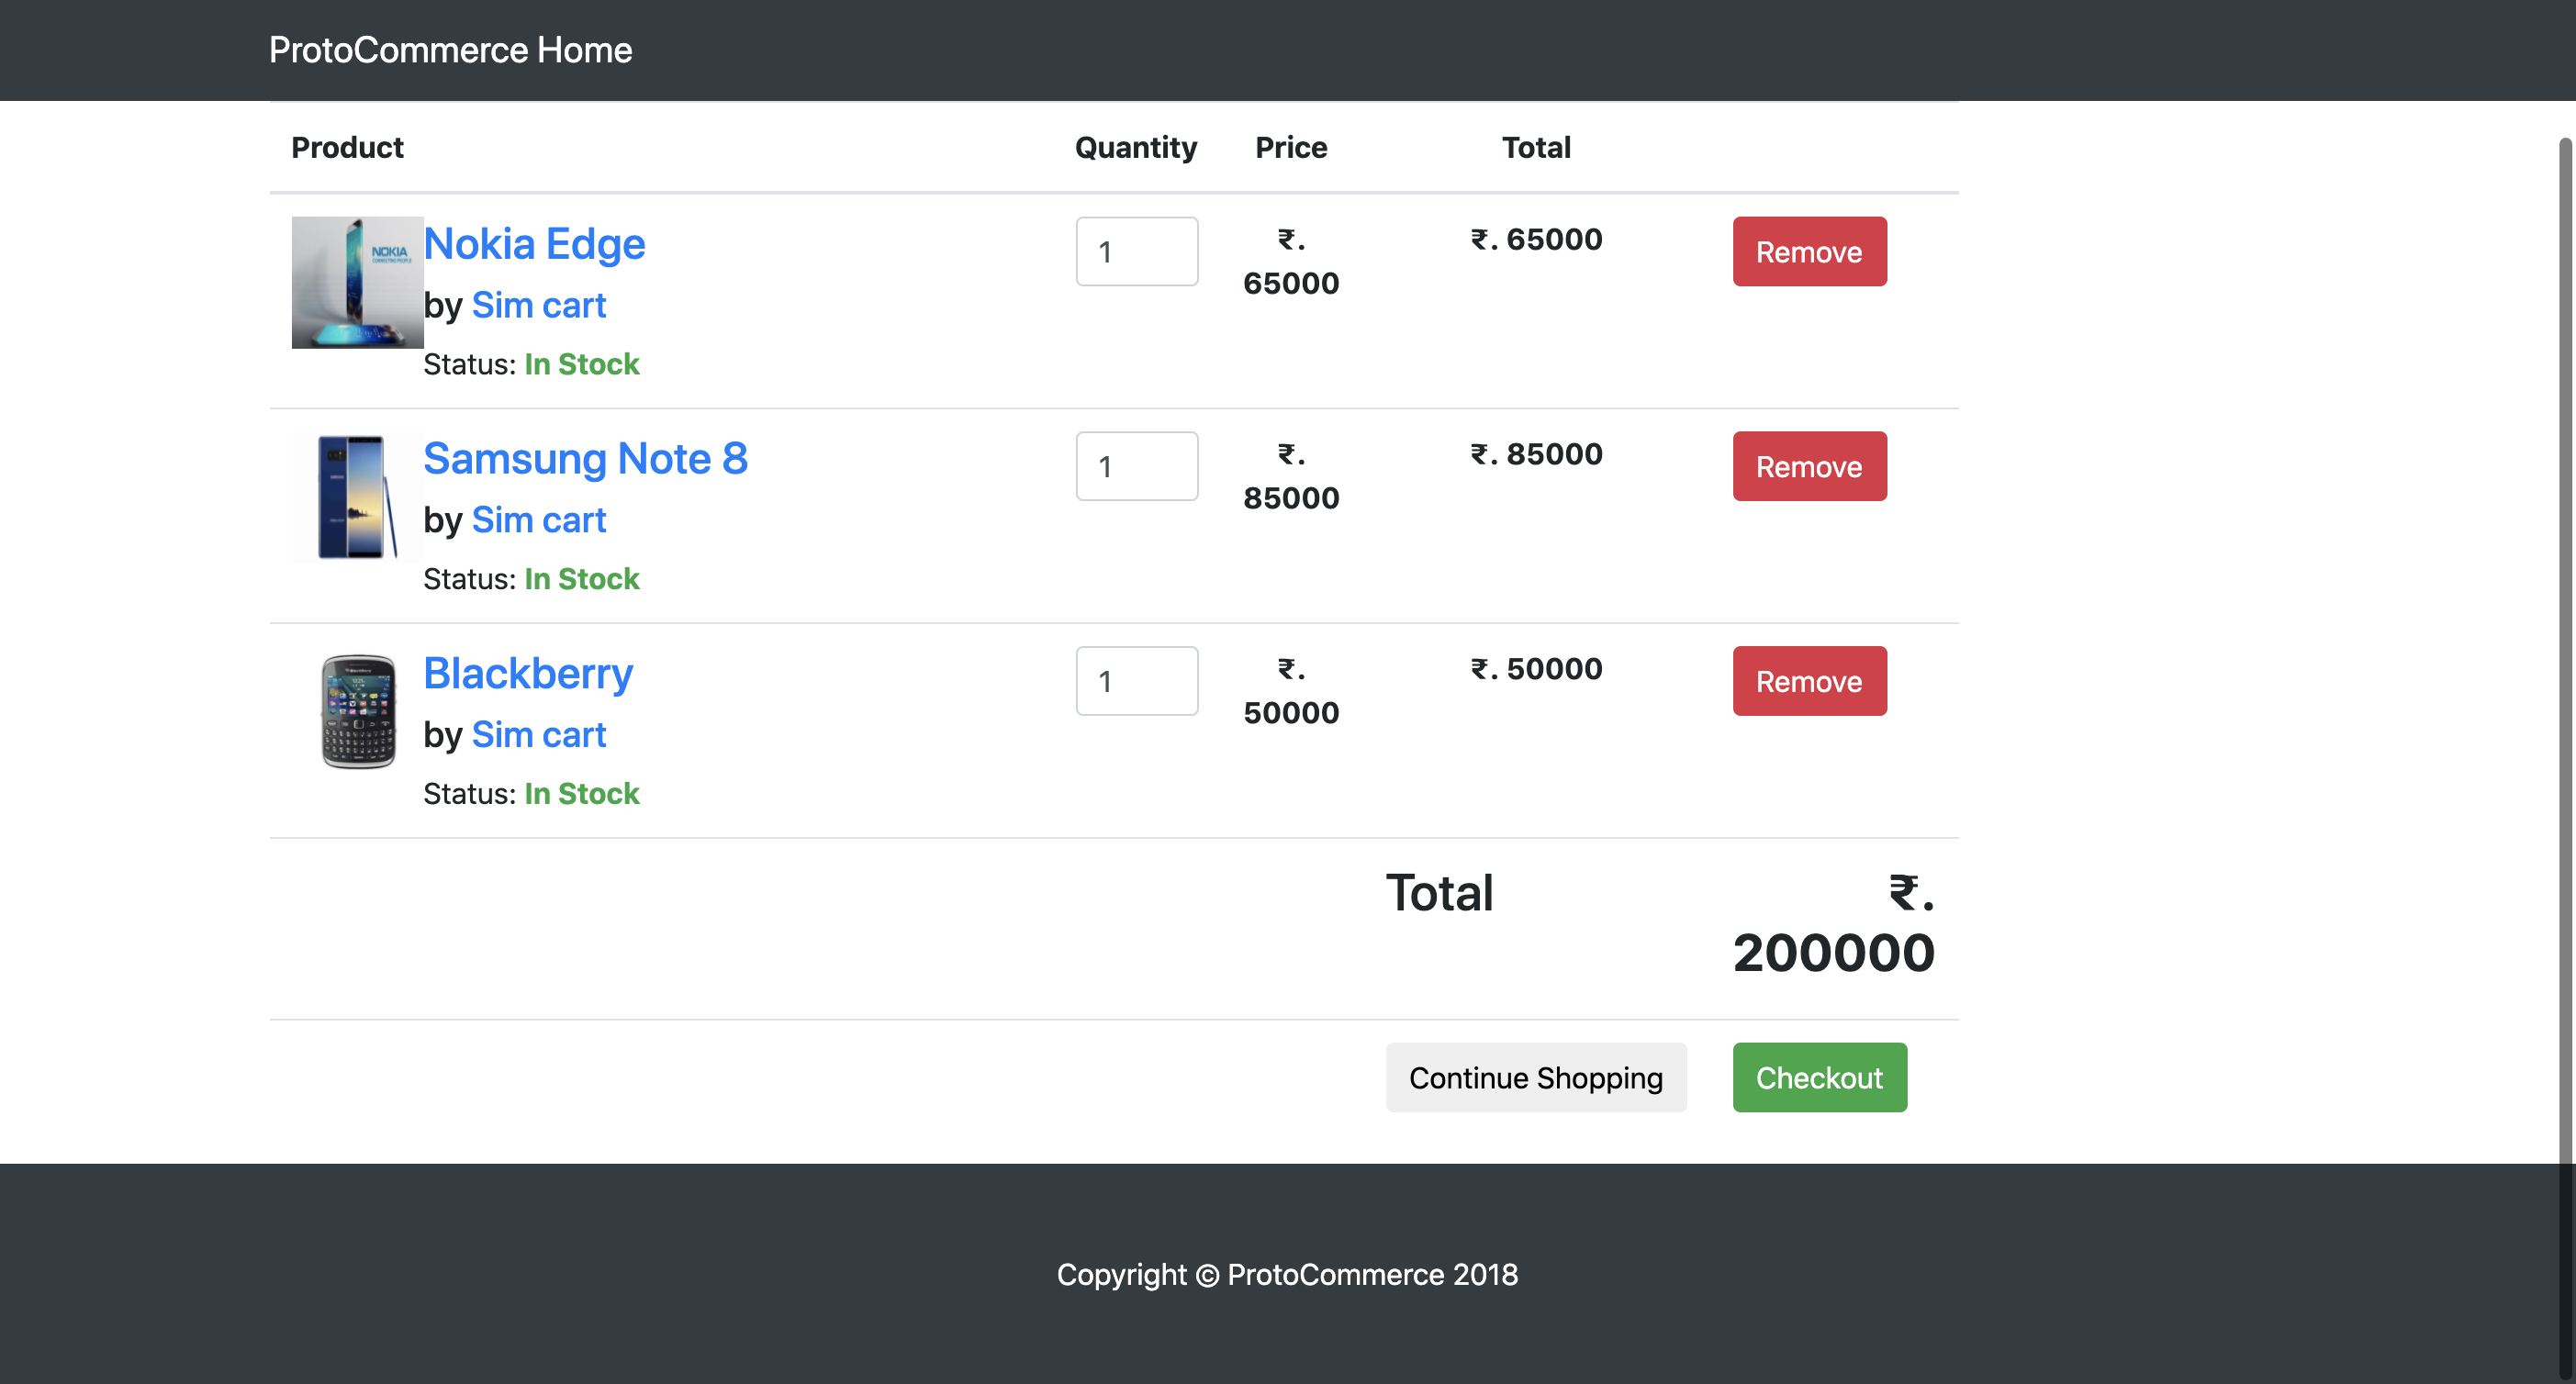 ProtoCommerce Home
Product Quantity Price Total
NOKIA
CONNECTING PEOPLE
Nokia Edge
by Sim cart
Status: In Stock
1
₹.
65000
₹. 65000
Remove
Samsung Note 8
by Sim cart
Status: In Stock
1
₹.
85000
₹. 85000
Remove
Blackberry
by Sim cart
Status: In Stock
1
₹.
50000
₹. 50000
Remove
Total
₹.
200000
Continue Shopping
Checkout
Copyright © ProtoCommerce 2018